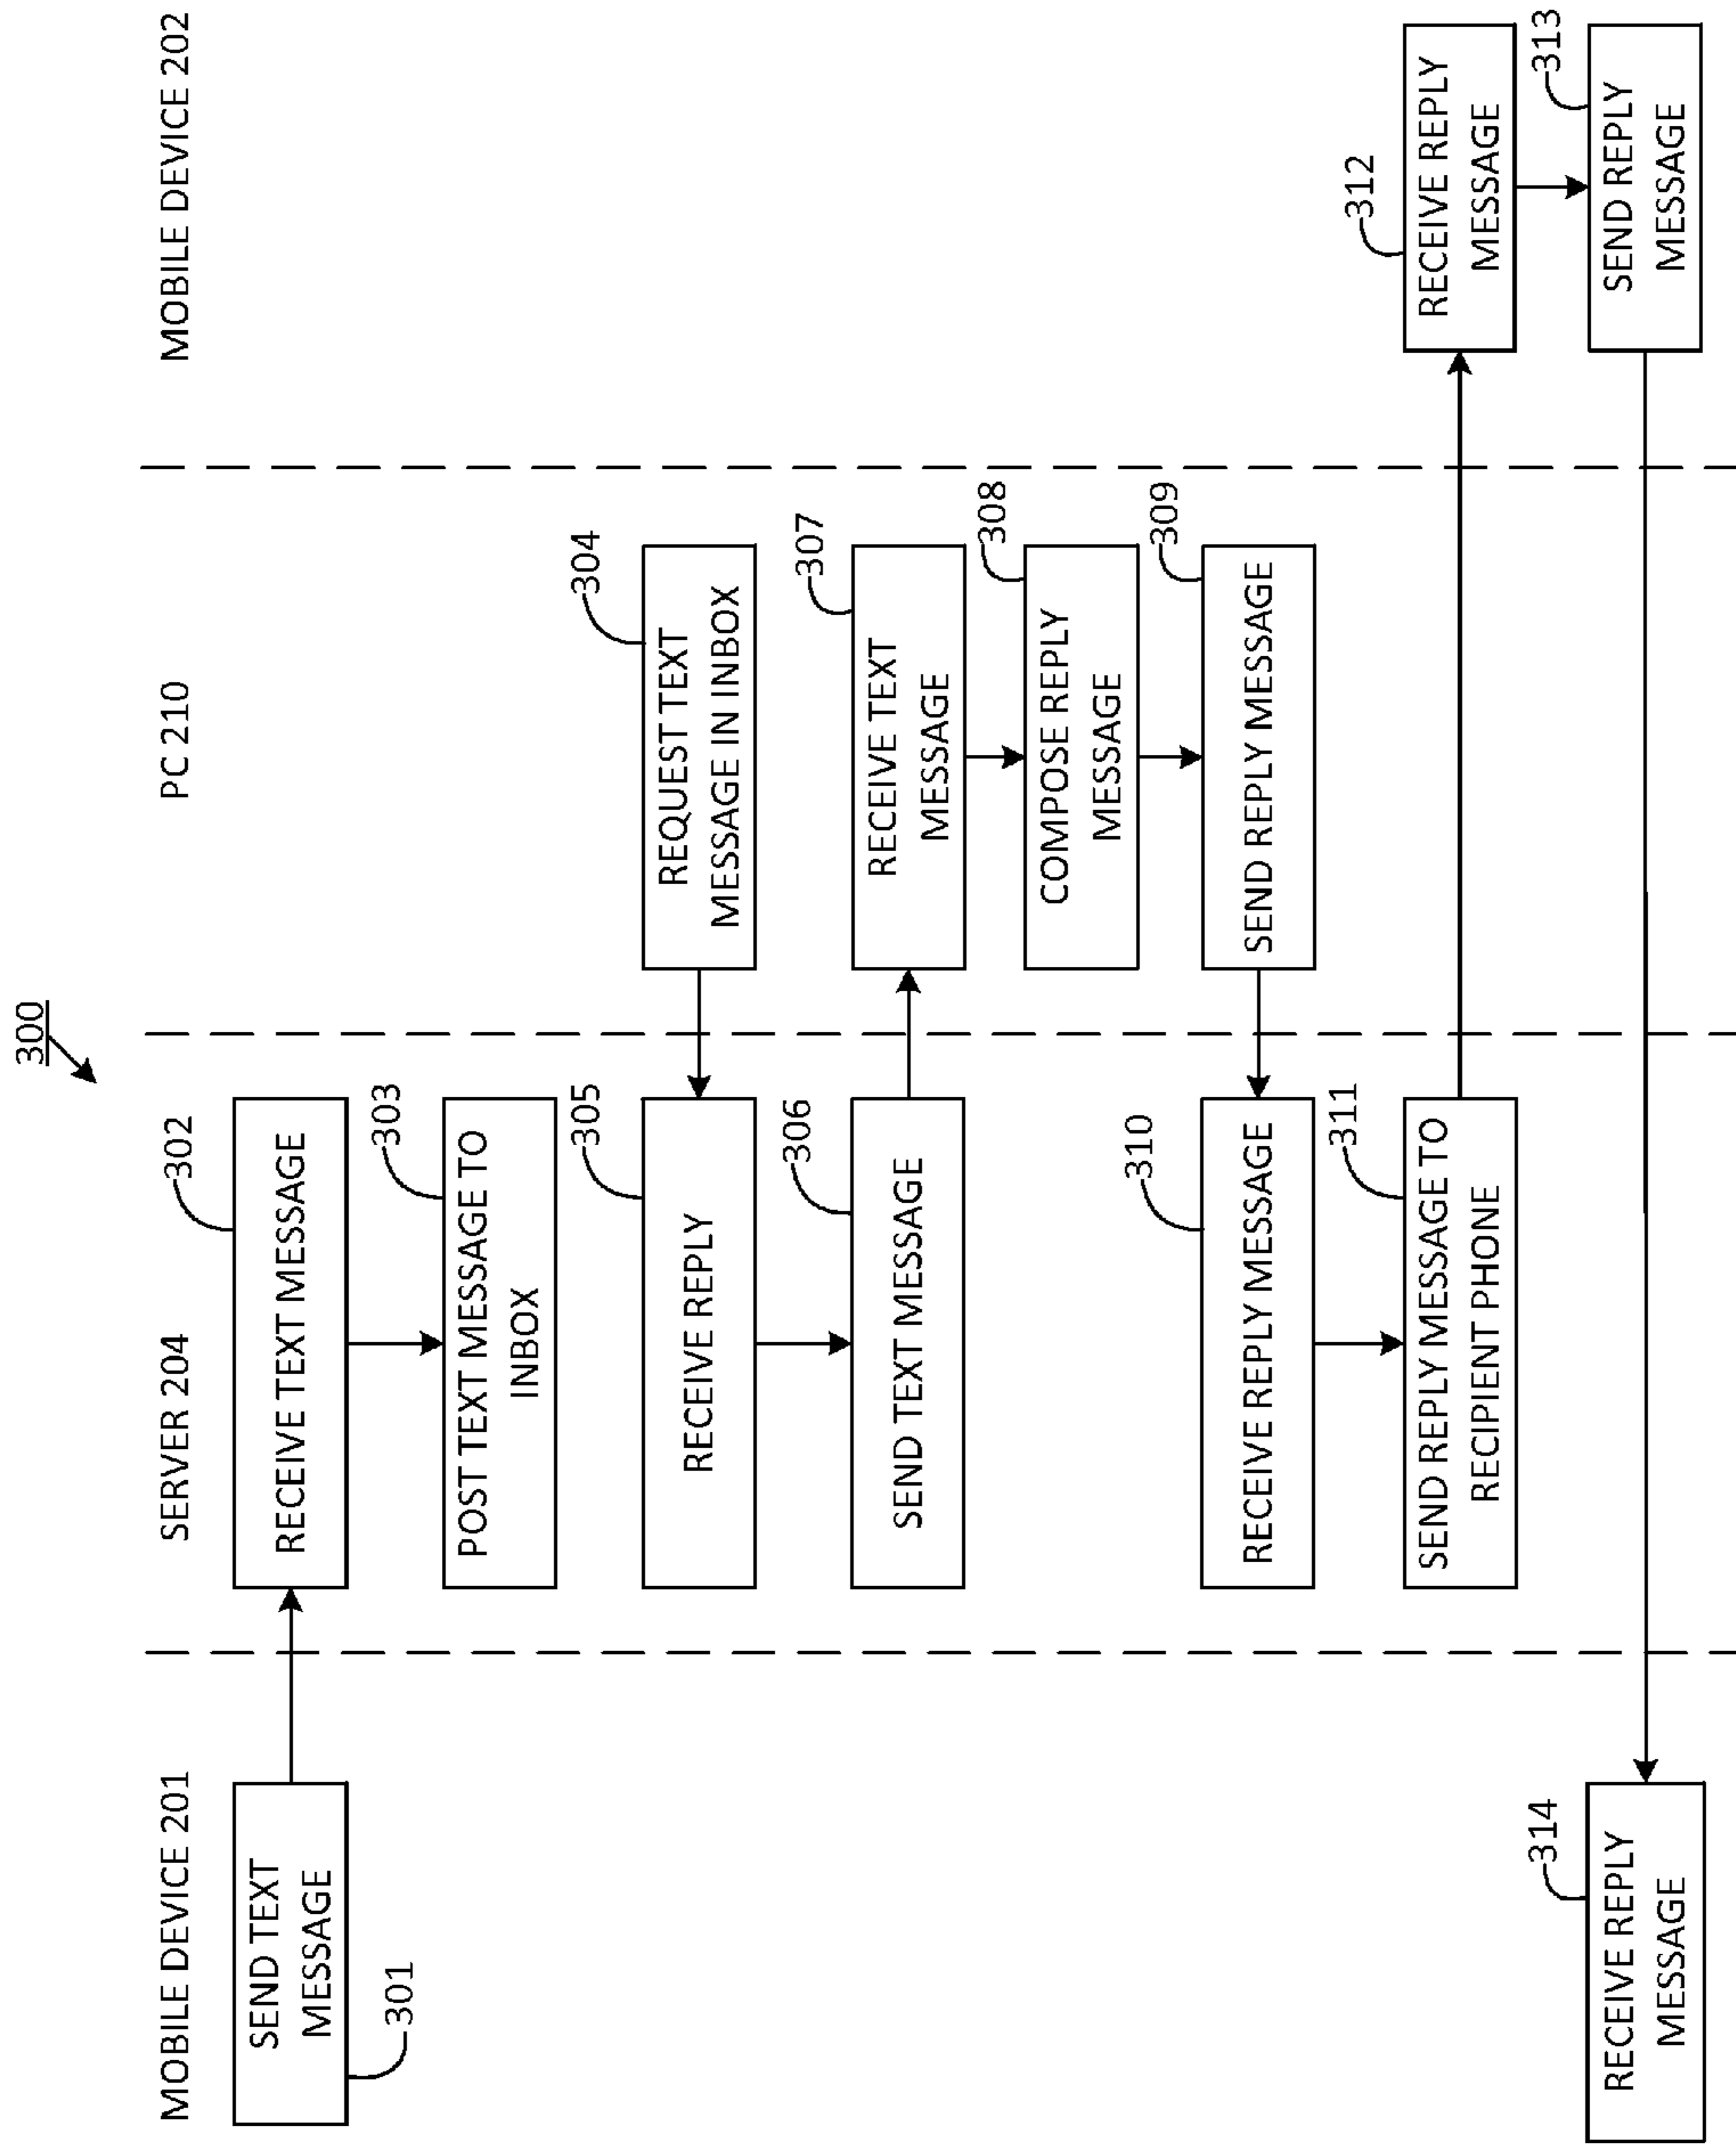 300
MOBILE DEVICE 201
SERVER 204
PC 210
MOBILE DEVICE 202
SEND TEXT
MESSAGE
301
302
RECEIVE TEXT MESSAGE
303
POST TEXT MESSAGE TO
INBOX
304
REQUEST TEXT
MESSAGE IN INBOX
305
RECEIVE REPLY
306
SEND TEXT MESSAGE
307
RECEIVE TEXT
MESSAGE
308
COMPOSE REPLY
MESSAGE
309
SEND REPLY MESSAGE
310
RECEIVE REPLY MESSAGE
311
SEND REPLY MESSAGE TO
RECIPIENT PHONE
312
RECEIVE REPLY
MESSAGE
313
SEND REPLY
MESSAGE
314
RECEIVE REPLY
MESSAGE